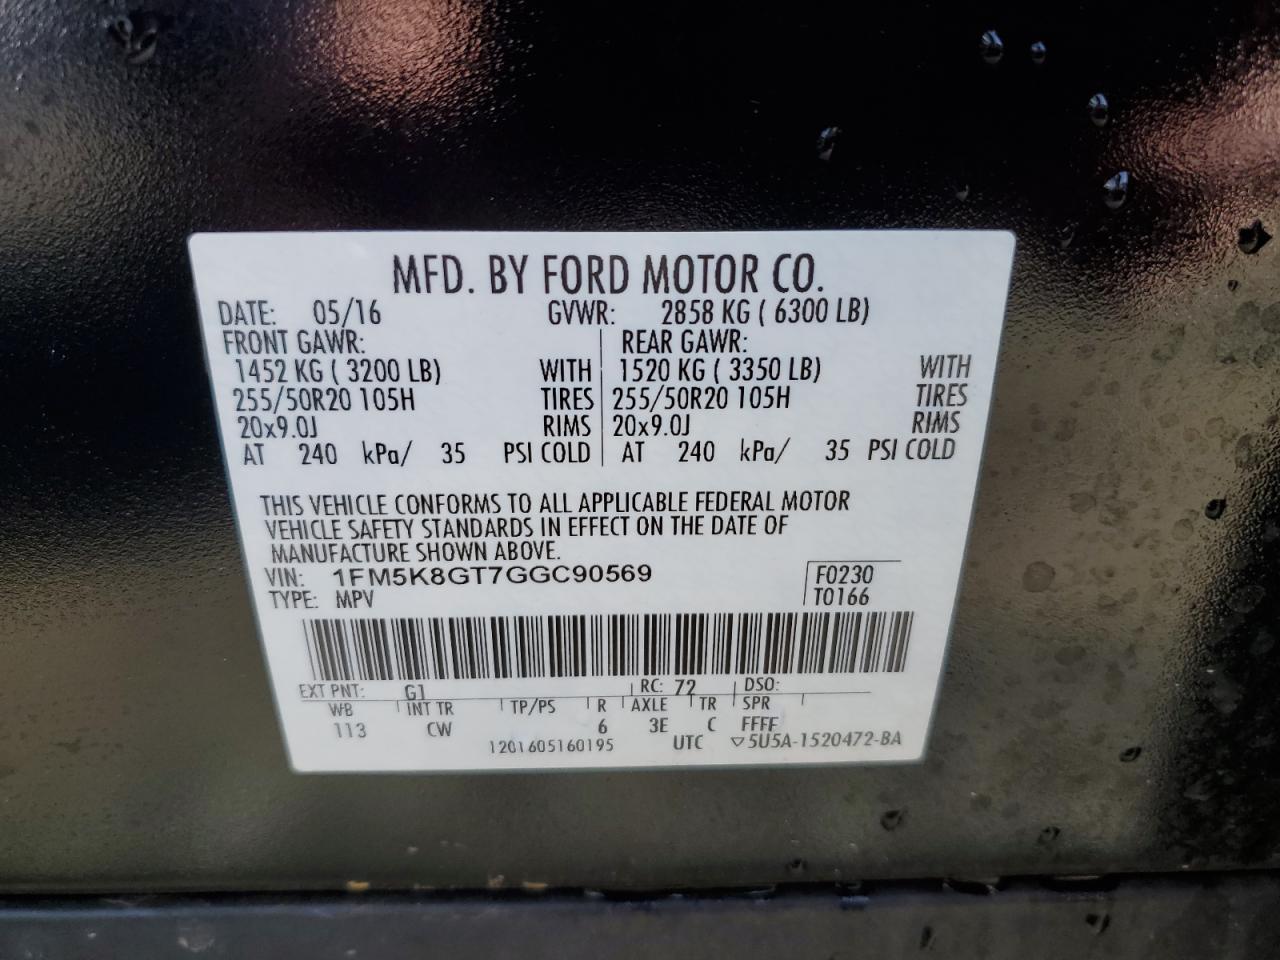 MFD. BY FORD MOTOR CO.
DATE: 05/16 GVWR: 2858 KG ( 6300 LB)
FRONT GAWR: REAR GAWR:
1452 KG ( 3200 LB) WITH 1520 KG ( 3350 LB) WITH
255/50R20 105H TIRES 255/50R20 105H TIRES
20x9.0J RIMS 20x9.0J RIMS
AT 240 kPa/ 35 PSI COLD AT 240 kPa/ 35 PSI COLD
THIS VEHICLE CONFORMS TO ALL APPLICABLE FEDERAL MOTOR
VEHICLE SAFETY STANDARDS IN EFFECT ON THE DATE OF
MANUFACTURE SHOWN ABOVE.
VIN: 1FM5K8GT7GGC90569 F0230
TYPE: MPV T0166
EXT PNT: G1 RC: 72 DSO:
WB INT TR TP/PS R AXLE TR SPR
113 CW 6 3E C FFFF
1201605160195 UTC ▽5U5A-1520472-BA